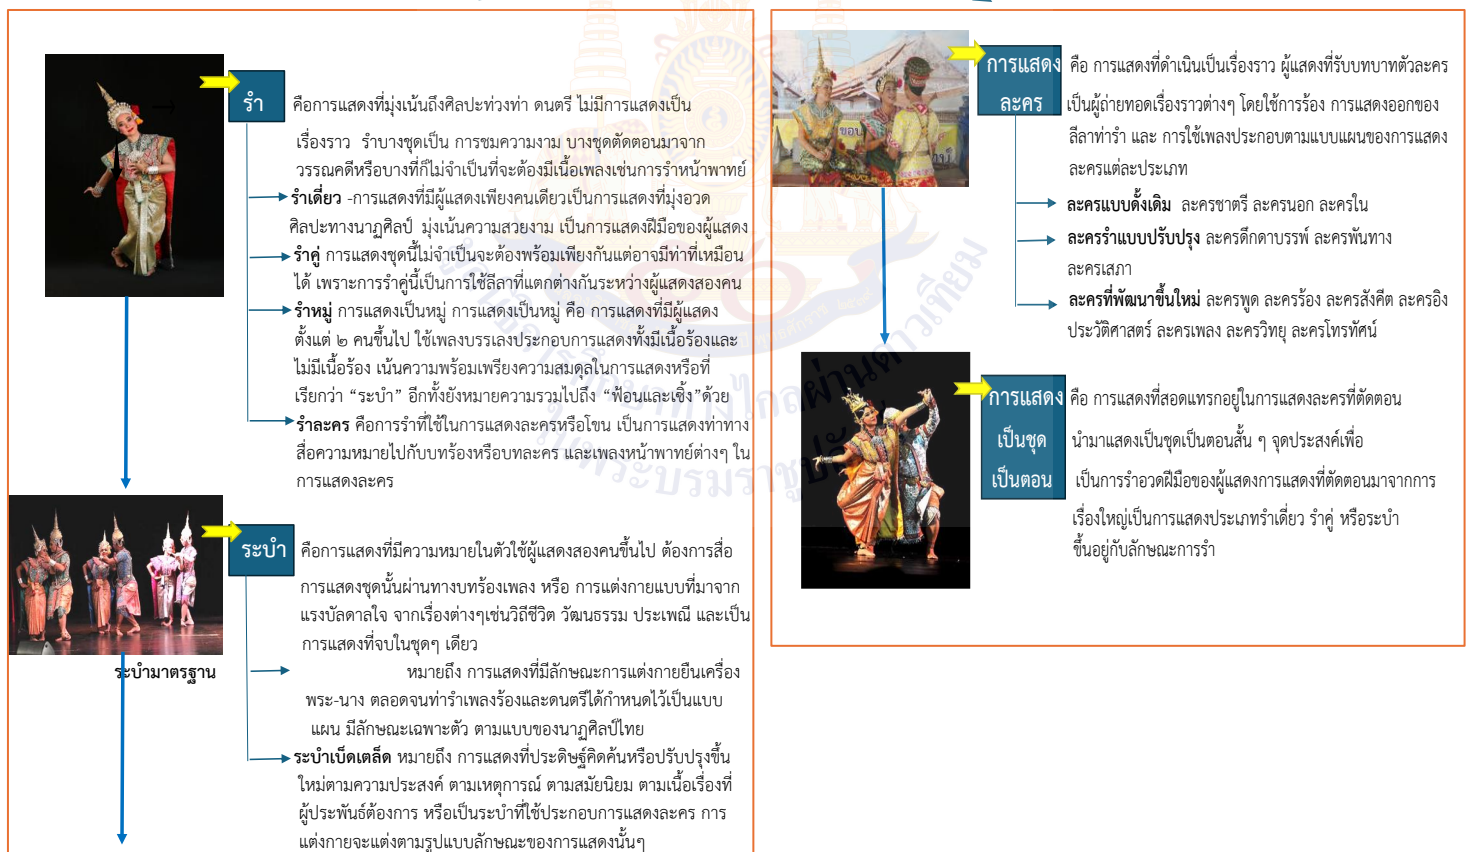 รำ
คือการแสดงที่มุ่งเน้นถึงศิลปะท่วงท่า ดนตรี ไม่มีการแสดงเป็น
เรื่องราว รำบางชุดเป็น การชมความงาม บางชุดตัดตอนมาจาก
วรรณคดีหรือบางทีก็ไม่จำเป็นที่จะต้องมีเนื้อเพลงเช่นการรำหน้าพาทย์
รำเดี่ยว -การแสดงที่มีผู้แสดงเพียงคนเดียวเป็นการแสดงที่มุ่งอวด
ศิลปะทางนาฏศิลป์ มุ่งเน้นความสวยงาม เป็นการแสดงฝีมือของผู้แสดง
รำคู่ การแสดงชุดนี้ไม่จำเป็นจะต้องพร้อมเพียงกันแต่อาจมีท่าที่เหมือน
ได้ เพราะการรำคู่นี้เป็นการใช้ลีลาที่แตกต่างกันระหว่างผู้แสดงสองคน
รำหมู่ การแสดงเป็นหมู่ การแสดงเป็นหมู่ คือ การแสดงที่มีผู้แสดง
ตั้งแต่ ๒ คนขึ้นไป ใช้เพลงบรรเลงประกอบการแสดงทั้งมีเนื้อร้องและ
ไม่มีเนื้อร้อง เน้นความพร้อมเพรียงความสมดุลในการแสดงหรือที่
เรียกว่า “ระบำ” อีกทั้งยังหมายความรวมไปถึง “ฟ้อนและเซิ้ง”ด้วย
รำละคร คือการรำที่ใช้ในการแสดงละครหรือโขน เป็นการแสดงท่าทาง
สื่อความหมายไปกับบทร้องหรือบทละคร และเพลงหน้าพาทย์ต่างๆ ใน
การแสดงละคร
ระบำ
คือการแสดงที่มีความหมายในตัวใช้ผู้แสดงสองคนขึ้นไป ต้องการสื่อ
การแสดงชุดนั้นผ่านทางบทร้องเพลง หรือ การแต่งกายแบบที่มาจาก
แรงบัลดาลใจ จากเรื่องต่างๆเช่นวิถีชีวิต วัฒนธรรม ประเพณี และเป็น
การแสดงที่จบในชุดๆ เดียว
ระบำมาตรฐาน
หมายถึง การแสดงที่มีลักษณะการแต่งกายยืนเครื่อง
พระ-นาง ตลอดจนท่ารำเพลงร้องและดนตรีได้กำหนดไว้เป็นแบบ
แผน มีลักษณะเฉพาะตัว ตามแบบของนาฏศิลป์ไทย
ระบำเบ็ดเตล็ด หมายถึง การแสดงที่ประดิษฐ์คิดค้นหรือปรับปรุงขึ้น
ใหม่ตามความประสงค์ ตามเหตุการณ์ ตามสมัยนิยม ตามเนื้อเรื่องที่
ผู้ประพันธ์ต้องการ หรือเป็นระบำที่ใช้ประกอบการแสดงละคร การ
แต่งกายจะแต่งตามรูปแบบลักษณะของการแสดงนั้นๆ
การแสดง
ละคร
คือ การแสดงที่ดำเนินเป็นเรื่องราว ผู้แสดงที่รับบทบาทตัวละคร
เป็นผู้ถ่ายทอดเรื่องราวต่างๆ โดยใช้การร้อง การแสดงออกของ
ลีลาท่ารำ และ การใช้เพลงประกอบตามแบบแผนของการแสดง
ละครแต่ละประเภท
ละครแบบดั้งเดิม ละครชาตรี ละครนอก ละครใน
ละครรำแบบปรับปรุง ละครดึกดาบรรพ์ ละครพันทาง
ละครเสภา
ละครที่พัฒนาขึ้นใหม่ ละครพูด ละครร้อง ละครสังคีต ละครอิง
ประวัติศาสตร์ ละครเพลง ละครวิทยุ ละครโทรทัศน์
การแสดง
เป็นชุด
เป็นตอน
คือ การแสดงที่สอดแทรกอยู่ในการแสดงละครที่ตัดตอน
นำมาแสดงเป็นชุดเป็นตอนสั้น ๆ จุดประสงค์เพื่อ
เป็นการรำอวดฝีมือของผู้แสดงการแสดงที่ตัดตอนมาจากการ
เรื่องใหญ่เป็นการแสดงประเภทรำเดี่ยว รำคู่ หรือระบำ
ขึ้นอยู่กับลักษณะการรำ